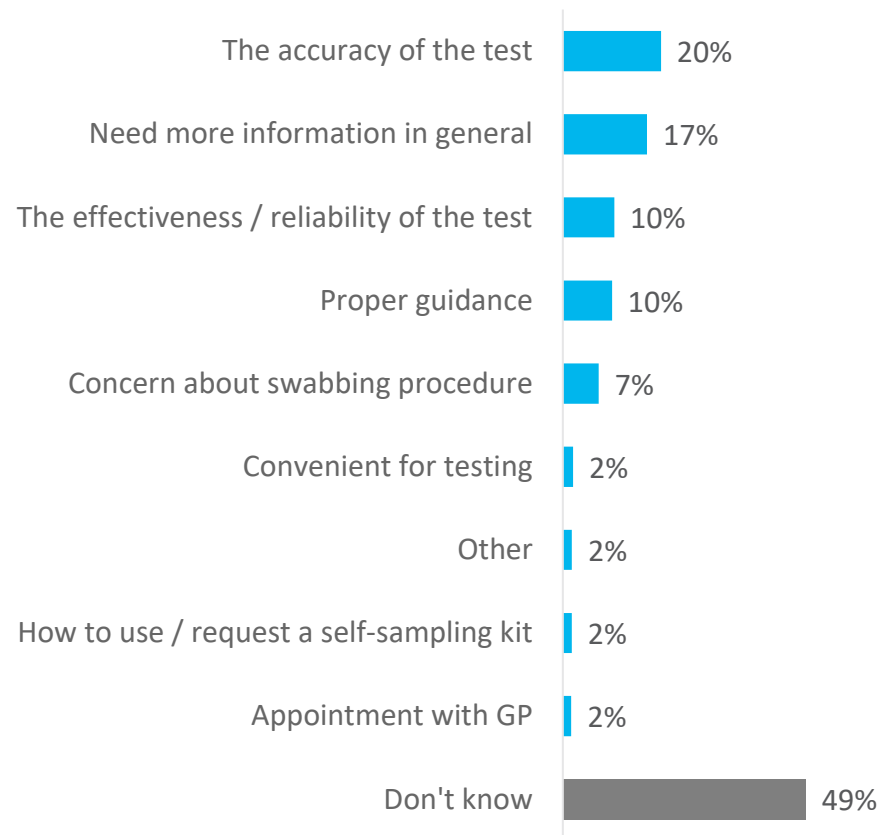 The accuracy of the test 20%
Need more information in general 17%
The effectiveness / reliability of the test 10%
Proper guidance 10%
Concern about swabbing procedure 7%
Convenient for testing 2%
Other 2%
How to use / request a self-sampling kit 2%
Appointment with GP 2%
Don't know 49%